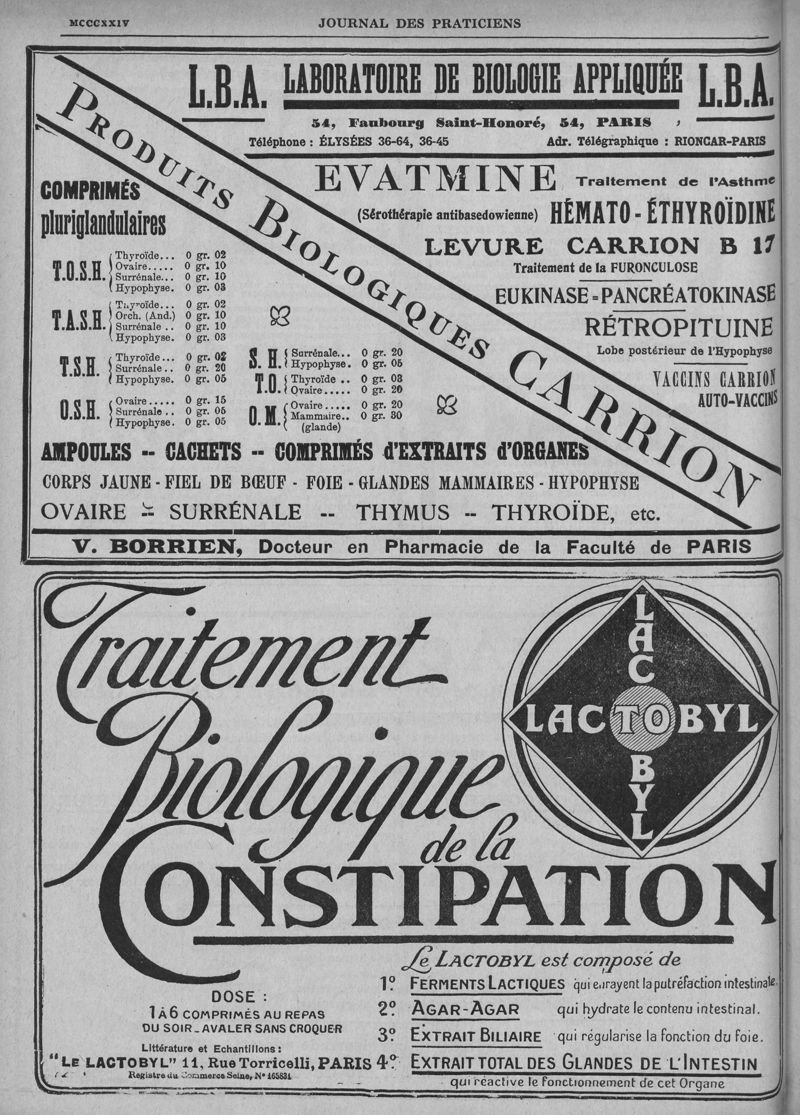 MCCCXXIV
JOURNAL DES PRATICIENS
L.B.A. LABORATOIRE DE BIOLOGIE APPLIQUÉE L.B.A.
54, Faubourg Saint-Honoré, 54, PARIS
Téléphone : ÉLYSÉES 36-64, 36-45 Adr. Télégraphique : RIONCAR-PARIS
PRODUITS BIOLOGIQUES CARRION
EVATMINE Traitement de l'Asthme
(Sérothérapie antibasedowienne) HÉMATO-ÉTHYROÏDINE
LEVURE CARRION B 17
Traitement de la FURONCULOSE
EUKINASE=PANCRÉATOKINASE
RÉTROPITUINE
Lobe postérieur de l'Hypophyse
VACCINS CARRION
AUTO-VACCINS
COMPRIMÉS
pluriglandulaires
T.O.S.H.
Thyroïde... 0 gr. 02
Ovaire..... 0 gr. 10
Surrénale... 0 gr. 10
Hypophyse. 0 gr. 03
T.A.S.H.
Thyroïde... 0 gr. 02
Orch. (And.) 0 gr. 10
Surrénale .. 0 gr. 10
Hypophyse. 0 gr. 03
T.S.H.
Thyroïde... 0 gr. 02
Surrénale.. 0 gr. 20
Hypophyse. 0 gr. 05
O.S.H.
Ovaire..... 0 gr. 15
Surrénale.. 0 gr. 05
Hypophyse. 0 gr. 05
S. H.
Surrénale... 0 gr. 20
Hypophyse. 0 gr. 05
T.O.
Thyroïde .. 0 gr. 03
Ovaire..... 0 gr. 20
O.M.
Ovaire..... 0 gr. 20
Mammaire.. 0 gr. 30
(glande)
AMPOULES -- CACHETS -- COMPRIMÉS d'EXTRAITS d'ORGANES
CORPS JAUNE - FIEL DE BŒUF - FOIE - GLANDES MAMMAIRES - HYPOPHYSE
OVAIRE -- SURRÉNALE -- THYMUS -- THYROÏDE, etc.
V. BORRIEN, Docteur en Pharmacie de la Faculté de PARIS
Traitement
Biologique
de la
CONSTIPATION
LACTOBYL
LACTOBYL
Le LACTOBYL est composé de
1º FERMENTS LACTIQUES qui enrayent la putréfaction intestinale.
2º AGAR-AGAR qui hydrate le contenu intestinal.
3º EXTRAIT BILIAIRE qui régularise la fonction du foie.
4º EXTRAIT TOTAL DES GLANDES DE L'INTESTIN
qui réactive le fonctionnement de cet Organe
DOSE :
1 À 6 COMPRIMÉS AU REPAS
DU SOIR - AVALER SANS CROQUER
Littérature et Echantillons :
"LE LACTOBYL" 11, Rue Torricelli, PARIS
Registre du Commerce Seine, Nº 165831